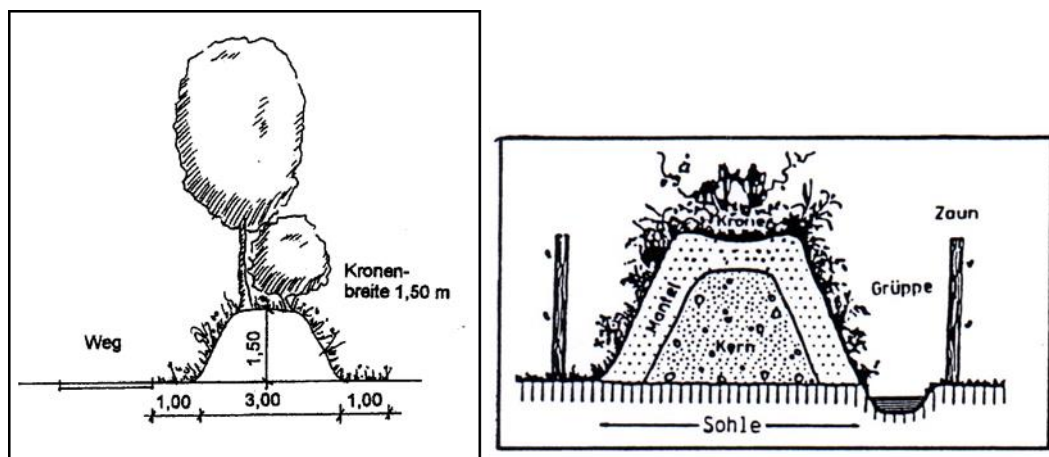 Kronen-
breite 1,50 m
Weg
1,50
1,00 3,00 1,00
Krone
Zaun
Grüppe
Mantel
Kern
Sohle